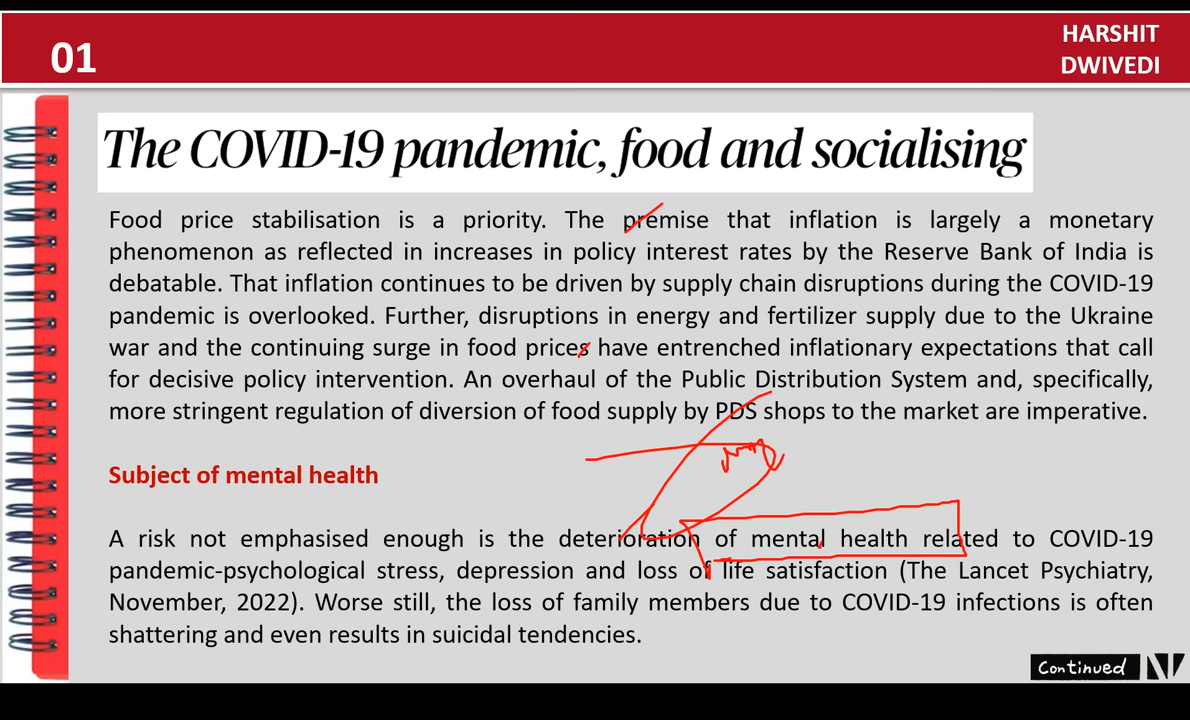 01
HARSHIT
DWIVEDI
The COVID-19 pandemic, food and socialising
Food price stabilisation is a priority. The premise that inflation is largely a monetary
phenomenon as reflected in increases in policy interest rates by the Reserve Bank of India is
debatable. That inflation continues to be driven by supply chain disruptions during the COVID-19
pandemic is overlooked. Further, disruptions in energy and fertilizer supply due to the Ukraine
war and the continuing surge in food prices have entrenched inflationary expectations that call
for decisive policy intervention. An overhaul of the Public Distribution System and, specifically,
more stringent regulation of diversion of food supply by PDS shops to the market are imperative.
Subject of mental health
A risk not emphasised enough is the deterioration of mental health related to COVID-19
pandemic-psychological stress, depression and loss of life satisfaction (The Lancet Psychiatry,
November, 2022). Worse still, the loss of family members due to COVID-19 infections is often
shattering and even results in suicidal tendencies.
Continued